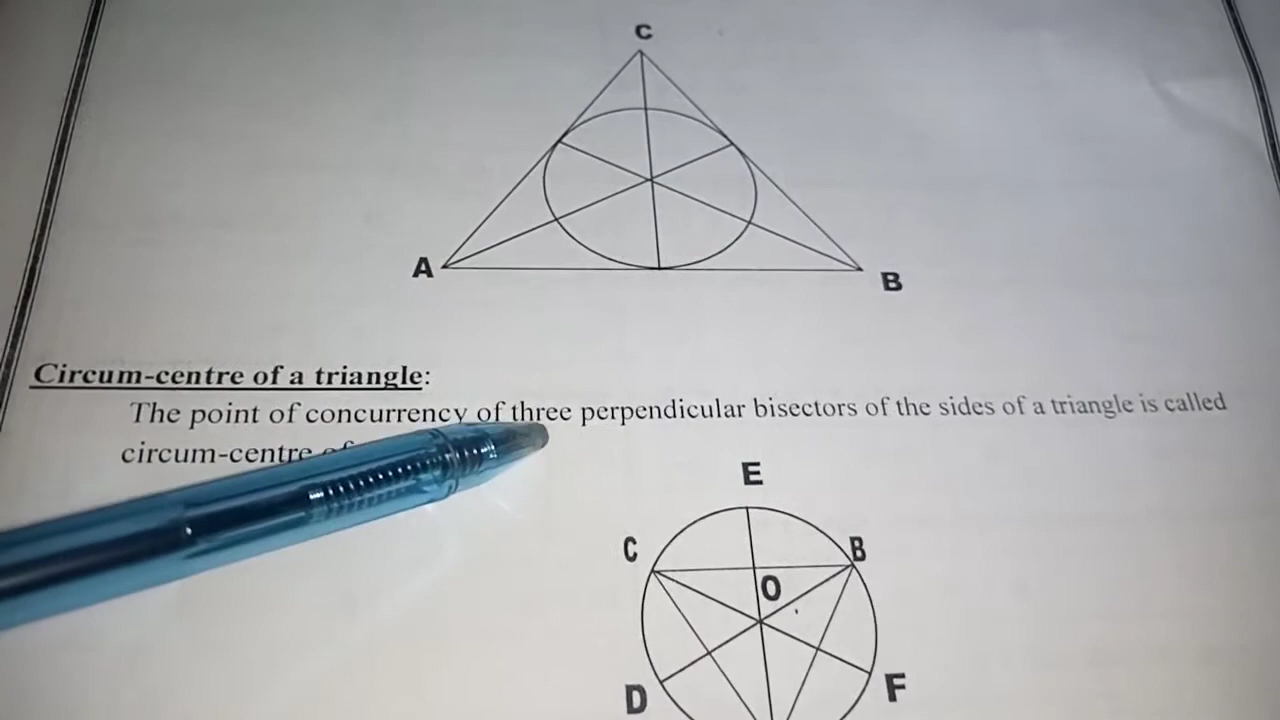 C
A
B
Circum-centre of a triangle:
The point of concurrency of three perpendicular bisectors of the sides of a triangle is called
circum-centre of
E
C
B
O
D
F